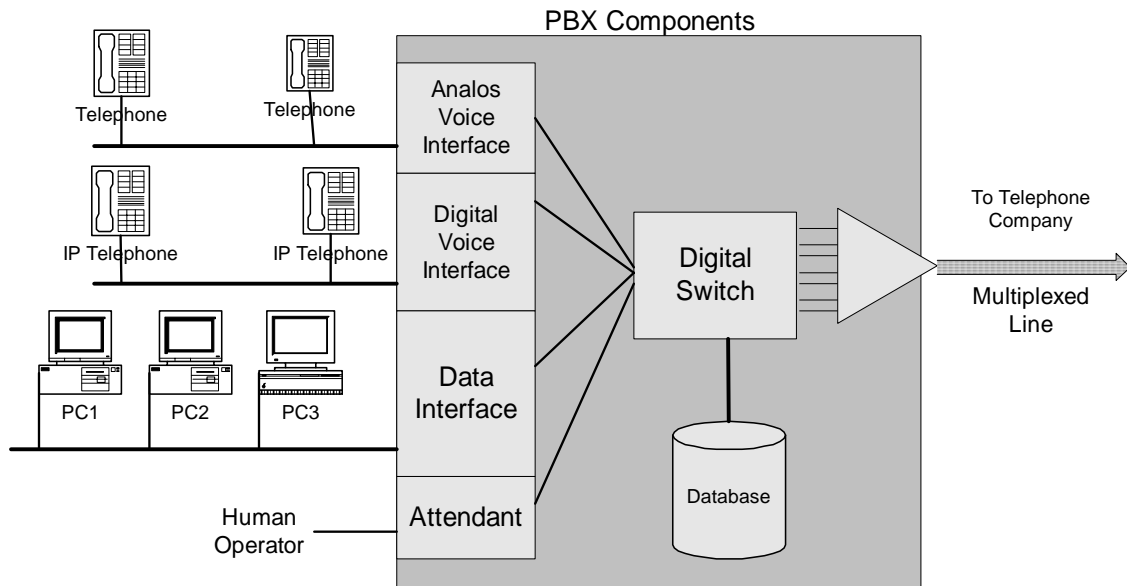 PBX Components
Telephone
Telephone
Analos
Voice
Interface
IP Telephone
IP Telephone
Digital
Voice
Interface
PC1
PC2
PC3
Data
Interface
Human
Operator
Attendant
Digital
Switch
Database
To Telephone
Company
Multiplexed
Line